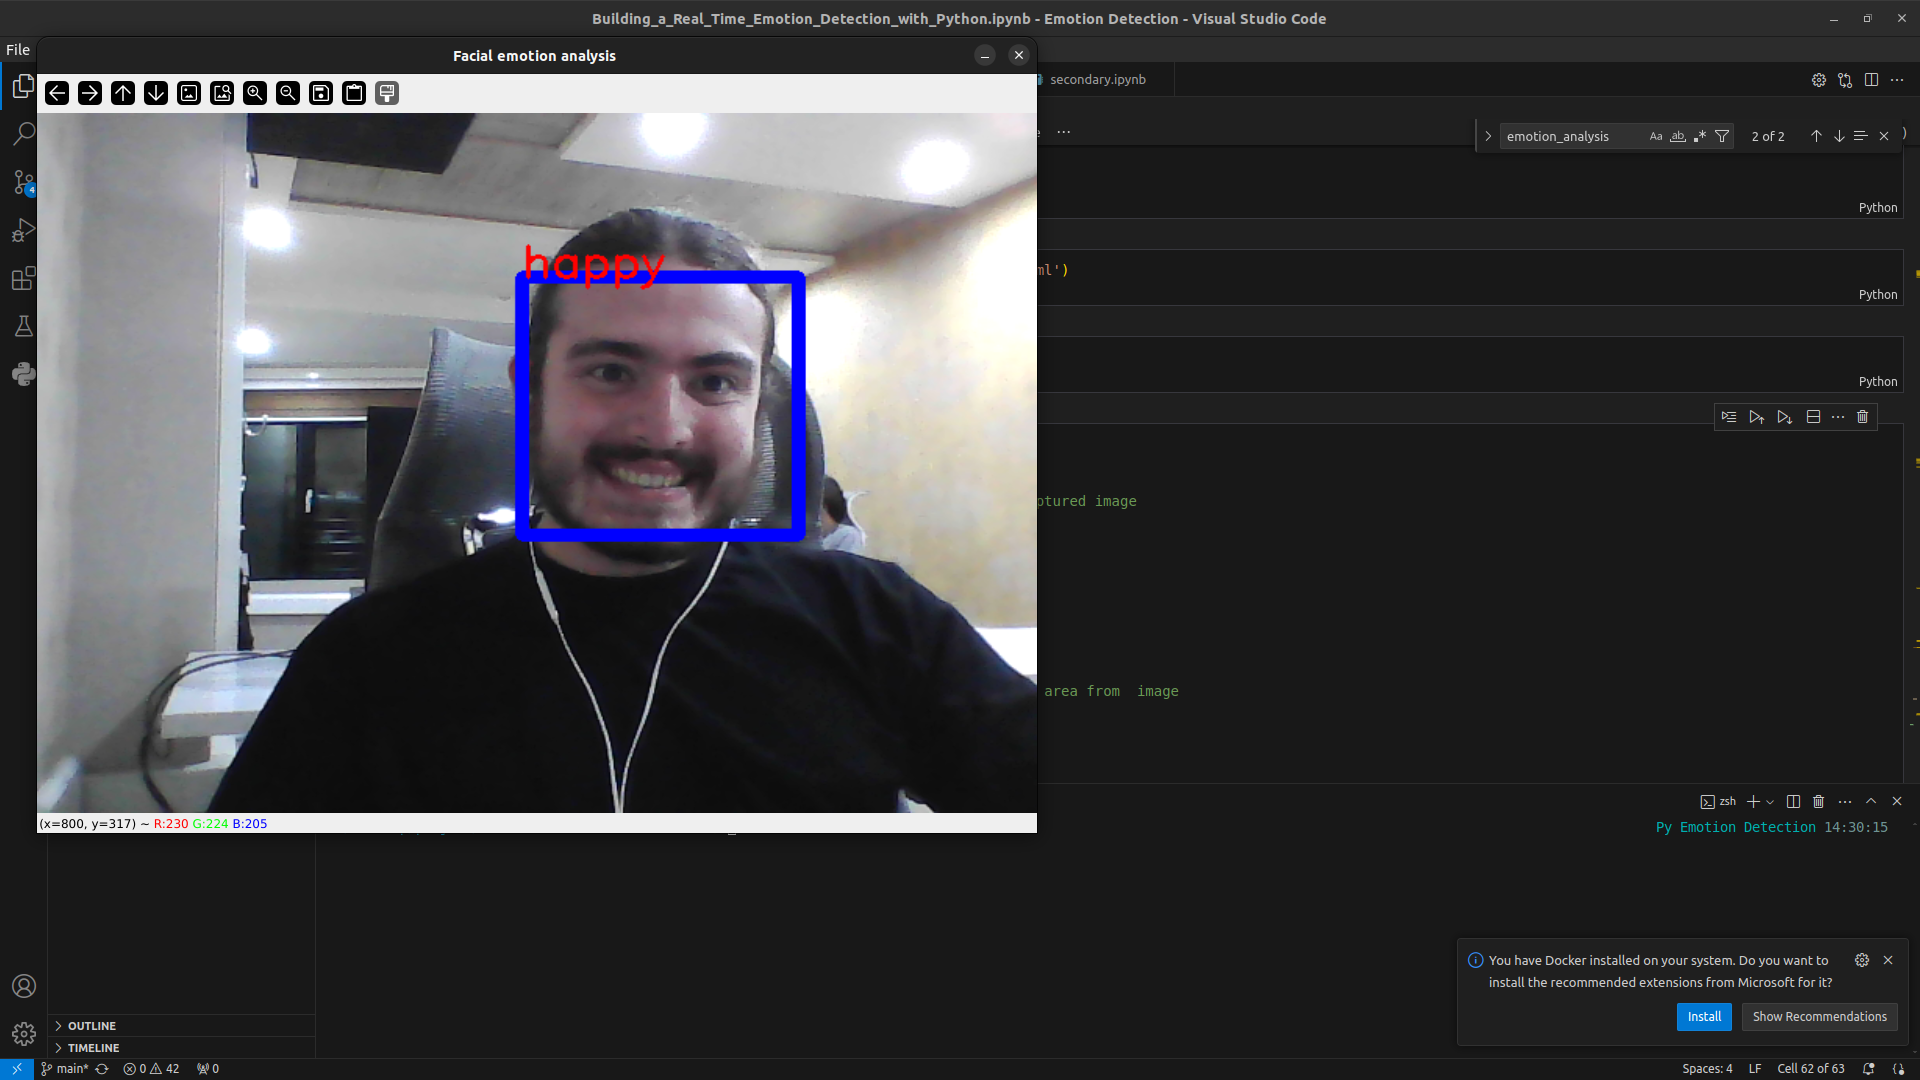 Building_a_Real_Time_Emotion_Detection_with_Python.ipynb - Emotion Detection - Visual Studio Code
File
Facial emotion analysis
secondary.ipynb
emotion_analysis
Aa
ab
2 of 2
Python
happy
ml')
Python
Python
ptured image
area from  image
(x=800, y=317) ~ R:230 G:224 B:205
zsh
Py Emotion Detection 14:30:15
You have Docker installed on your system. Do you want to
install the recommended extensions from Microsoft for it?
Install
Show Recommendations
4
OUTLINE
TIMELINE
main*
0
42
0
Spaces: 4
LF
Cell 62 of 63